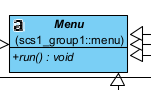 a
Menu
(scs1_group1::menu)
+run() : void